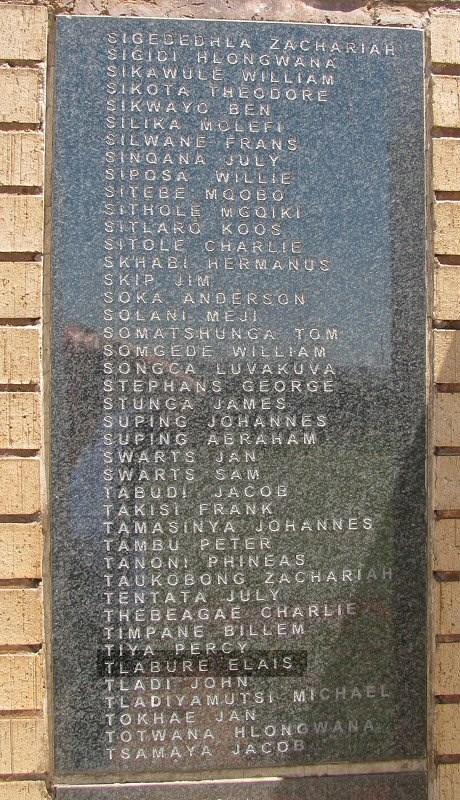 SIGEDEDHLA ZACHARIAH
SIGIDI HLONGWANA
SIKAWULE WILLIAM
SIKOTA THEODORE
SIKWAYO BEN
SILIKA MOLEFI
SILWANE FRANS
SINQANA JULY
SIPOSA WILLIE
SITEBE MQOBO
SITHOLE MCQIKI
SITLARO KOOS
SITOLE CHARLIE
SKHABI HERMANUS
SKIP JIM
SOKA ANDERSON
SOLANI MEJI
SOMATSHUNGA TOM
SOMGEDE WILLIAM
SONGCA LUVAKUVA
STEPHANS GEORGE
STUNGA JAMES
SUPING JOHANNES
SUPING ABRAHAM
SWARTS JAN
SWARTS SAM
TABUDI JACOB
TAKISI FRANK
TAMASINYA JOHANNES
TAMBU PETER
TANONI PHINEAS
TAUKOBONG ZACHARIAH
TENTATA JULY
THEBEAGAE CHARLIE
TIMPANE BILLEM
TIYA PERCY
TLABURE ELAIS
TLADI JOHN
TLADIYAMUTSI MICHAEL
TOKHAE JAN
TOTWANA HLONGWANA
TSAMAYA JACOB